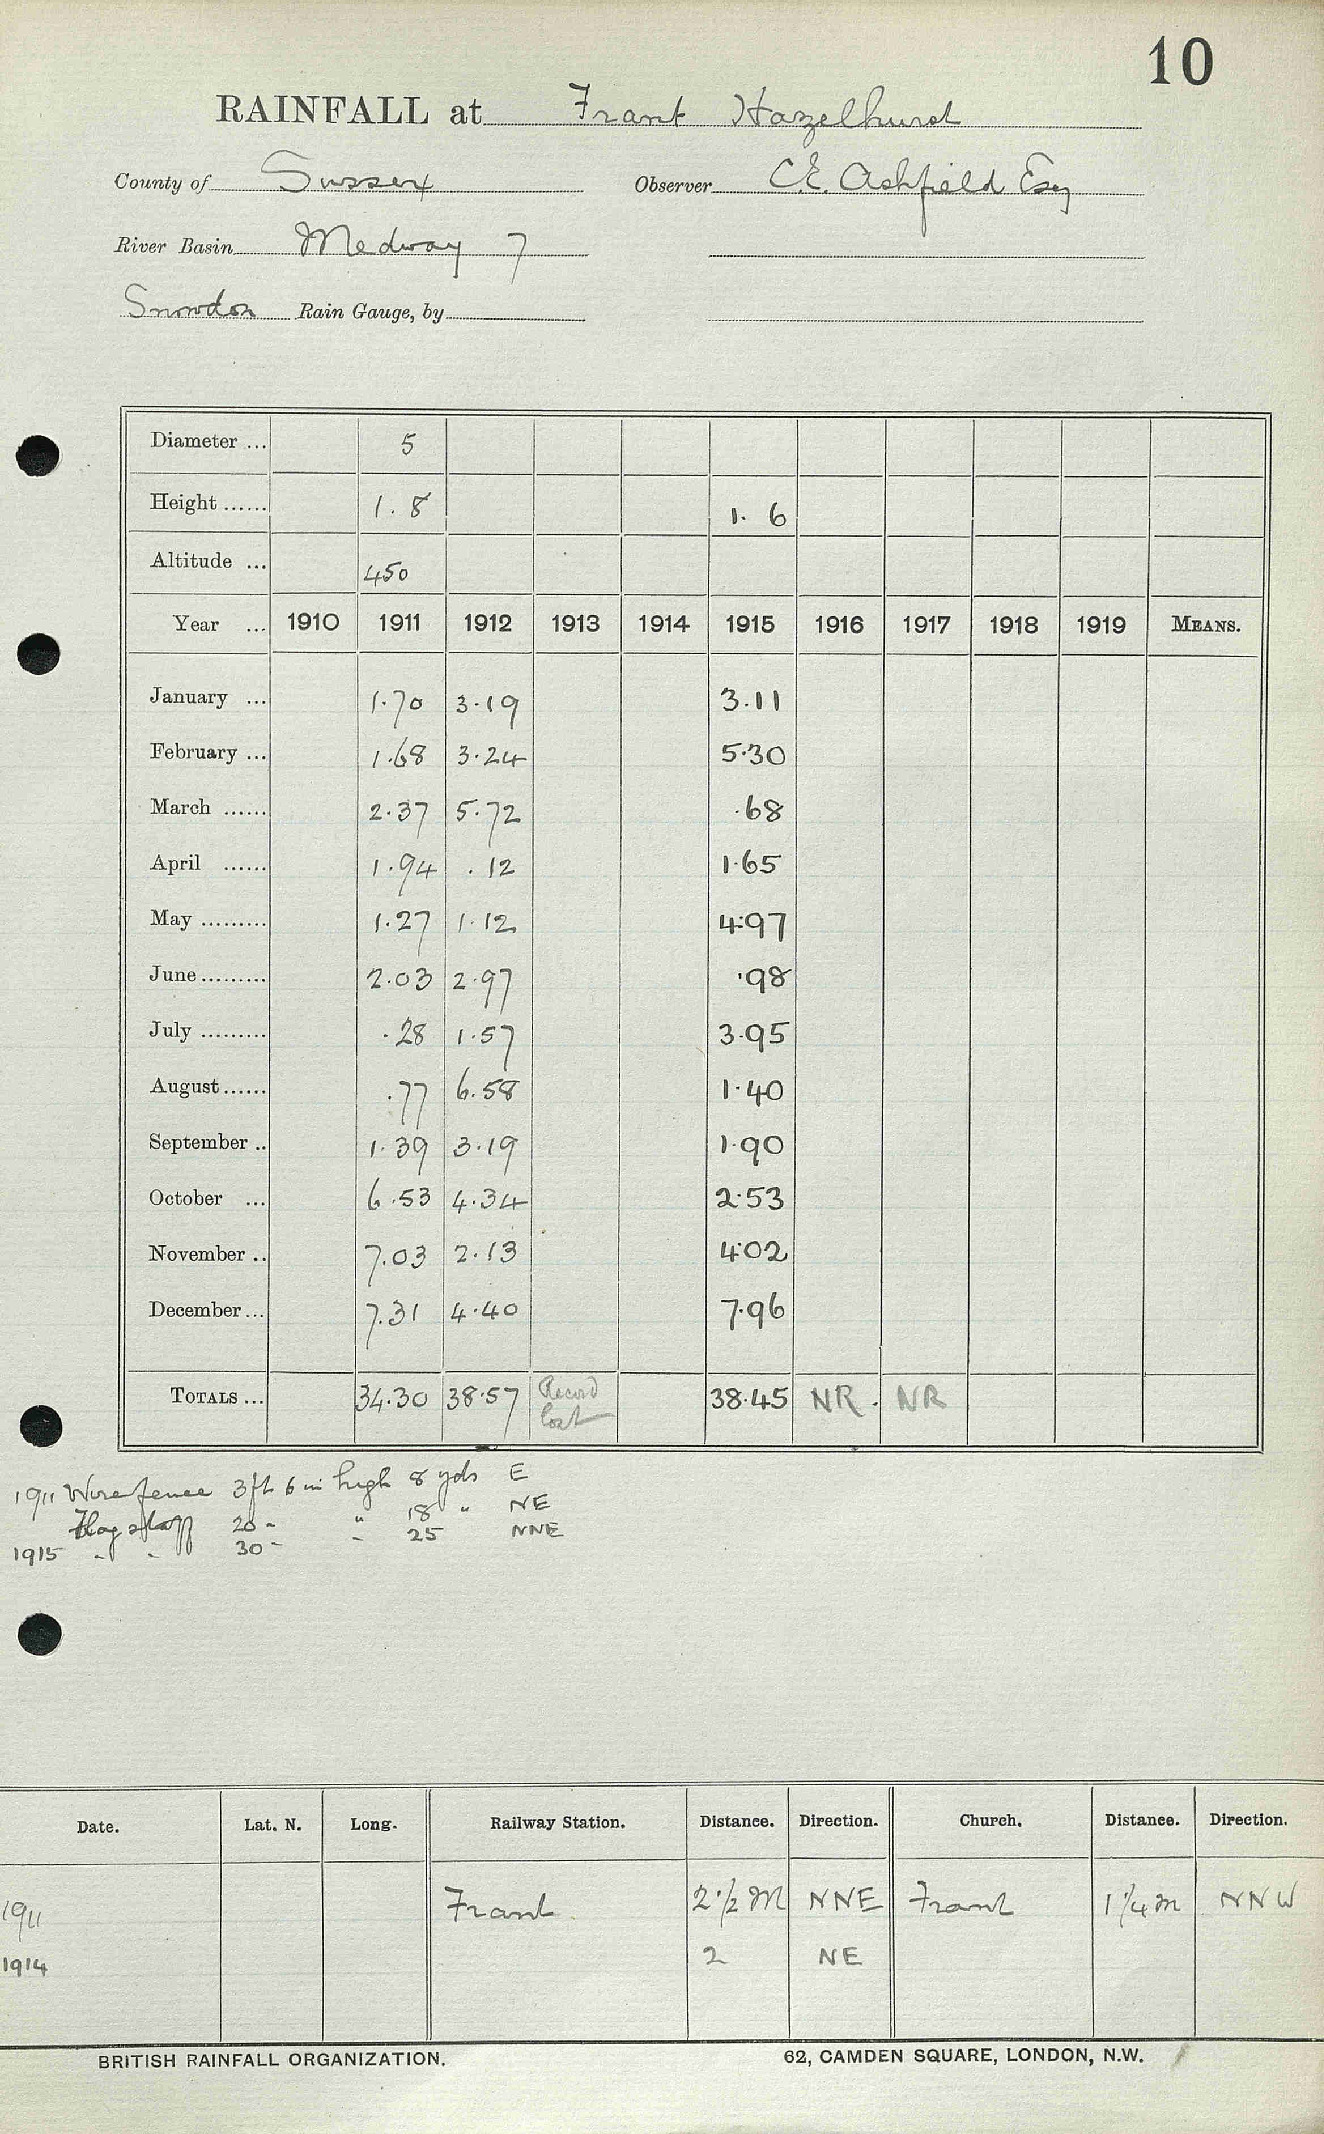 10
RAINFALL at Frant Hazelhurst
County of Sussex Observer C.E. Ashfield Esq
River Basin Medway 7
Snowdon Rain Gauge, by
Diameter ... 5
Height ...... 1. 8 1. 6
Altitude ... 450
Year ... 1910 1911 1912 1913 1914 1915 1916 1917 1918 1919 MEANS.
January ... 1.70 3.19 3.11
February ... 1.68 3.24 5.30
March ...... 2.37 5.72 .68
April ...... 1.94 .12 1.65
May ......... 1.27 1.12 4.97
June ......... 2.03 2.97 .98
July ......... .28 1.57 3.95
August ...... .77 6.58 1.40
September .. 1.39 3.19 1.90
October ... 6.53 4.34 2.53
November .. 7.03 2.13 4.02
December ... 7.31 4.40 7.96
TOTALS ... 34.30 38.57 Record lost 38.45 NR . NR
1911 Wire fence 3 ft 6 in high 8 yds E
Flagstaff 20 - " 18 " NE
1915 - - 30 - - 25 NNE
Date. Lat. N. Long. Railway Station. Distance. Direction. Church. Distance. Direction.
1911 Frant 2 1/2 M NNE Frant 1 1/4 m NNW
1914 2 NE
BRITISH RAINFALL ORGANIZATION. 62, CAMDEN SQUARE, LONDON, N.W.